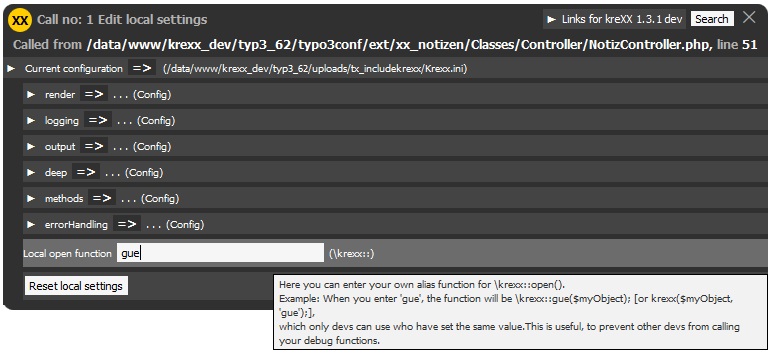 XX Call no: 1 Edit local settings ► Links for kreXX 1.3.1 dev Search
Called from /data/www/krexx_dev/typ3_62/typo3conf/ext/xx_notizen/Classes/Controller/NotizController.php, line 51
► Current configuration => (/data/www/krexx_dev/typ3_62/uploads/tx_includekrexx/Krexx.ini)
► render => . . . (Config)
► logging => . . . (Config)
► output => . . . (Config)
► deep => . . . (Config)
► methods => . . . (Config)
► errorHandling => . . . (Config)
Local open function gue (\krexx::)
Reset local settings
Here you can enter your own alias function for \krexx::open().
Example: When you enter 'gue', the function will be \krexx::gue($myObject); [or krexx($myObject,
'gue');],
which only devs can use who have set the same value.This is useful, to prevent other devs from calling
your debug functions.